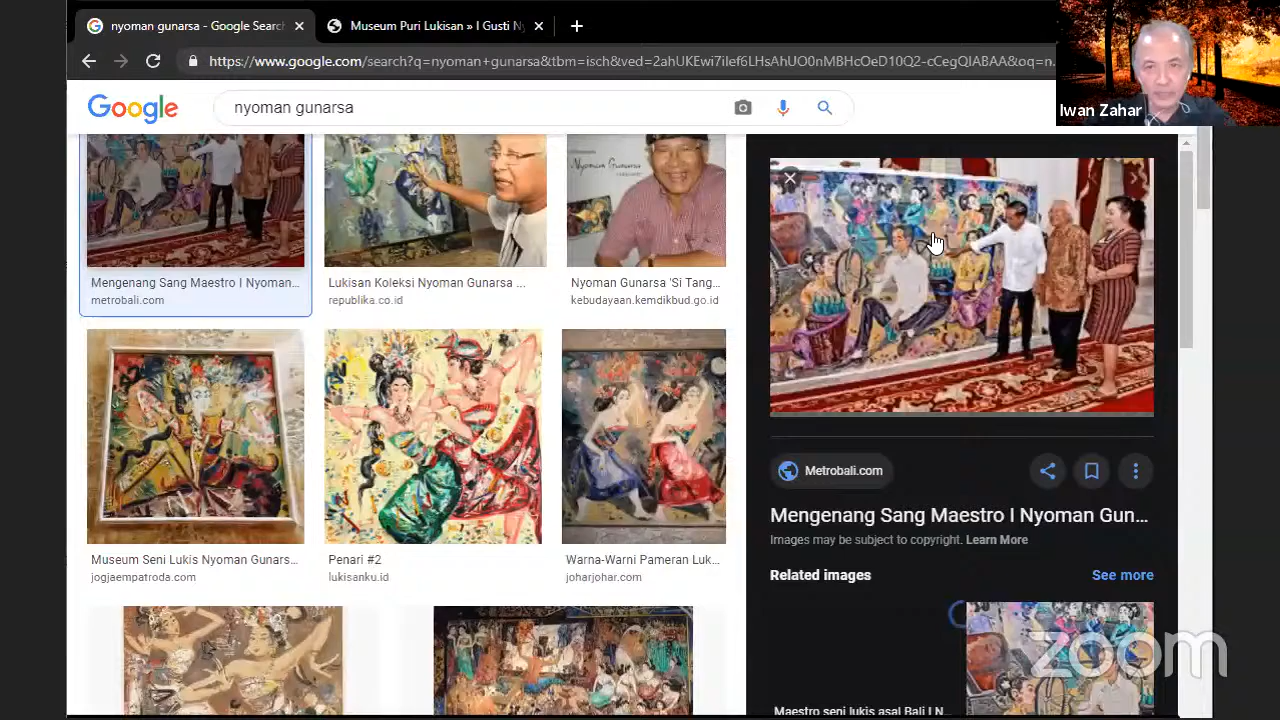 nyoman gunarsa - Google Search
Museum Puri Lukisan » I Gusti Ny
https://www.google.com/search?q=nyoman+gunarsa&tbm=isch&ved=2ahUKEwi7ilef6LHsAhUO0nMBHcOeD10Q2-cCegQIABAA&oq=n...
Iwan Zahar
Google
nyoman gunarsa
Nyoman Gunarsa
Mengenang Sang Maestro I Nyoman...
metrobali.com
Lukisan Koleksi Nyoman Gunarsa ...
republika.co.id
Nyoman Gunarsa 'Si Tang...
kebudayaan.kemdikbud.go.id
Museum Seni Lukis Nyoman Gunars...
jogjaempatroda.com
Penari #2
lukisanku.id
Warna-Warni Pameran Luk...
joharjohar.com
Metrobali.com
Mengenang Sang Maestro I Nyoman Gun...
Images may be subject to copyright. Learn More
Related images
See more
Maestro seni lukis asal Bali I N
zoom